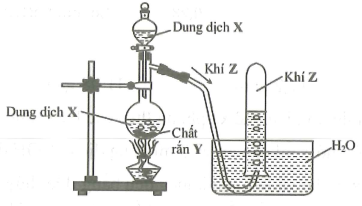 Dung dịch X
Khí Z
Khí Z
Dung dịch X
Chất
rắn Y
H₂O